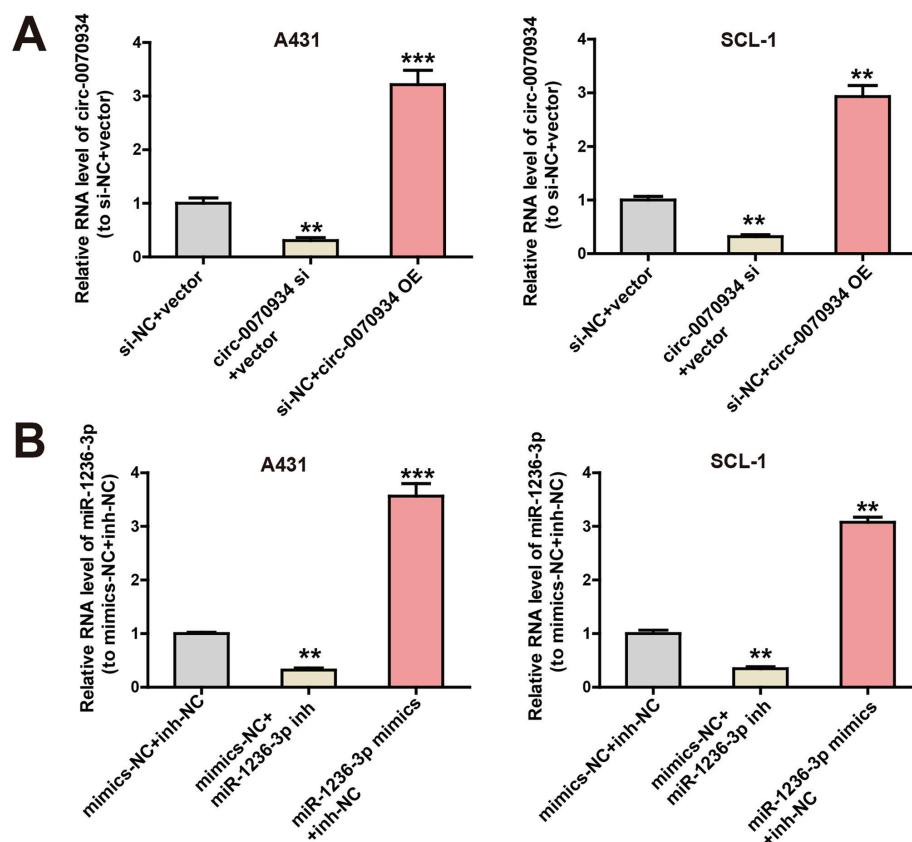 A
A431
Relative RNA level of circ-0070934
(to si-NC+vector)
4
3
2
1
0
**
***
si-NC+vector
circ-0070934 si
+vector
si-NC+circ-0070934 OE
SCL-1
Relative RNA level of circ-0070934
(to si-NC+vector)
4
3
2
1
0
**
**
si-NC+vector
circ-0070934 si
+vector
si-NC+circ-0070934 OE
B
A431
Relative RNA level of miR-1236-3p
(to mimics-NC+inh-NC)
4
3
2
1
0
**
***
mimics-NC+inh-NC
mimics-NC+
miR-1236-3p inh
miR-1236-3p mimics
+inh-NC
SCL-1
Relative RNA level of miR-1236-3p
(to mimics-NC+inh-NC)
4
3
2
1
0
**
**
mimics-NC+inh-NC
mimics-NC+
miR-1236-3p inh
miR-1236-3p mimics
+inh-NC